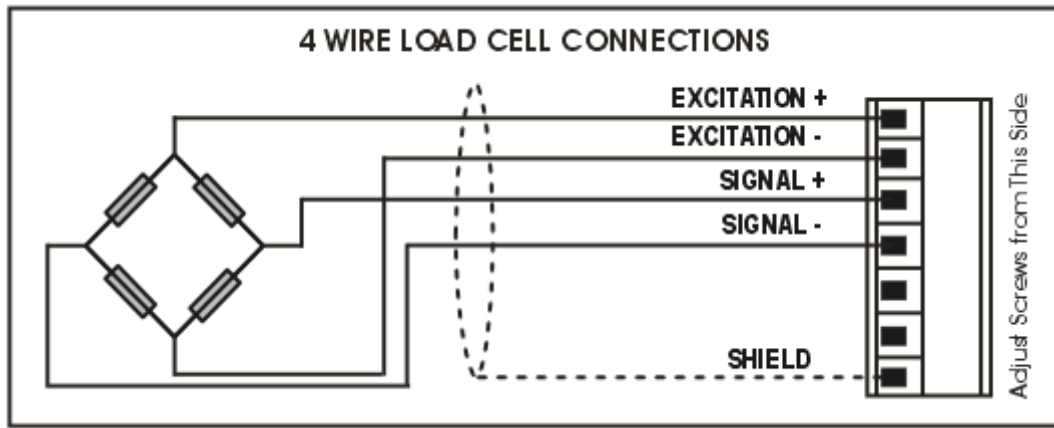 4 WIRE LOAD CELL CONNECTIONS
EXCITATION +
EXCITATION -
SIGNAL +
SIGNAL -
SHIELD
Adjust Screws from This Side